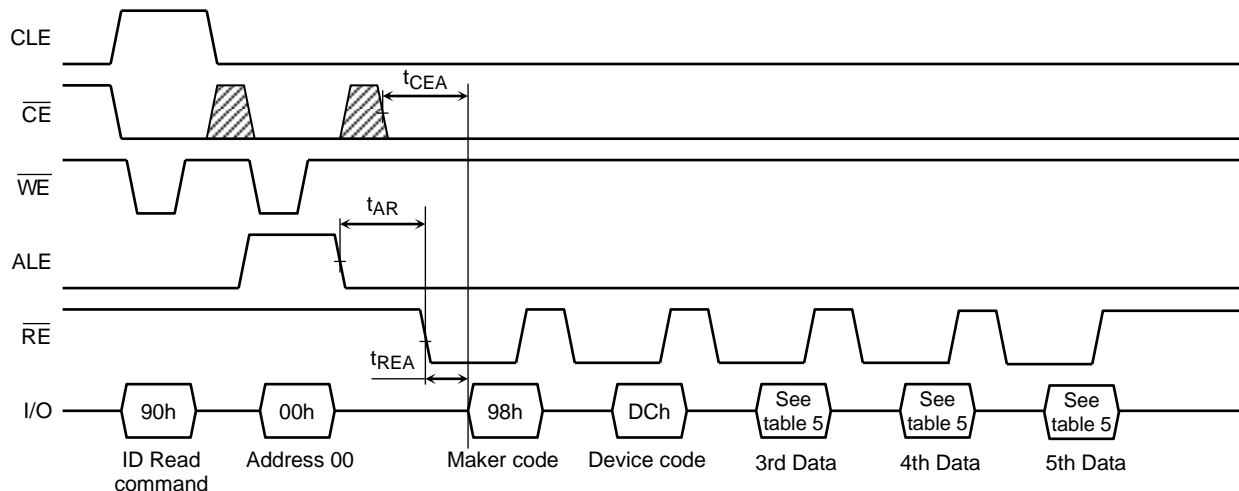 CLE
tCEA
CE
WE
tAR
ALE
RE
tREA
I/O
90h
00h
98h
DCh
See
table 5
See
table 5
See
table 5
ID Read
command
Address 00
Maker code
Device code
3rd Data
4th Data
5th Data